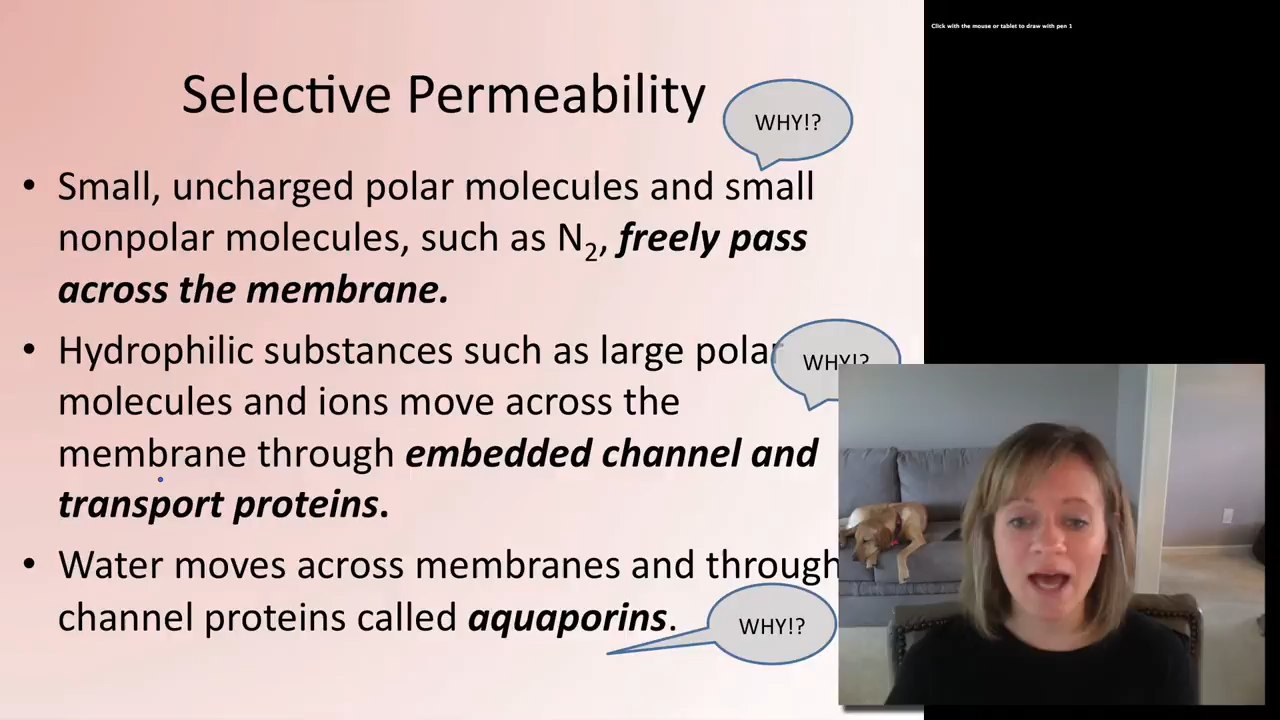 Click with the mouse or tablet to draw with pen 1
Selective Permeability
WHY!?
• Small, uncharged polar molecules and small
nonpolar molecules, such as N₂, freely pass
across the membrane.
• Hydrophilic substances such as large polar
WHY!?
molecules and ions move across the
membrane through embedded channel and
transport proteins.
• Water moves across membranes and through
channel proteins called aquaporins.
WHY!?